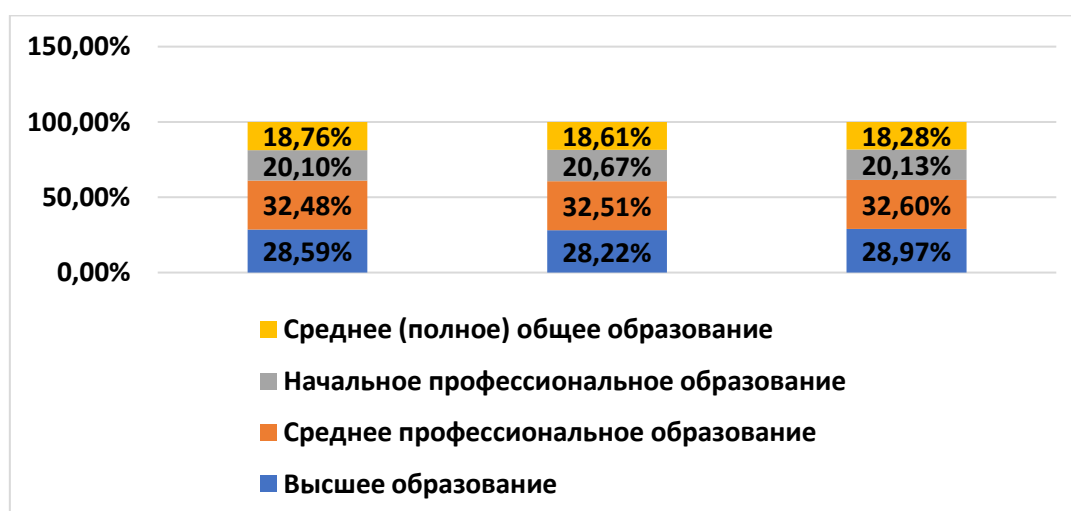 150,00%
100,00%
18,76% 18,61% 18,28%
20,10% 20,67% 20,13%
50,00%
32,48% 32,51% 32,60%
28,59% 28,22% 28,97%
0,00%
Среднее (полное) общее образование
Начальное профессиональное образование
Среднее профессиональное образование
Высшее образование